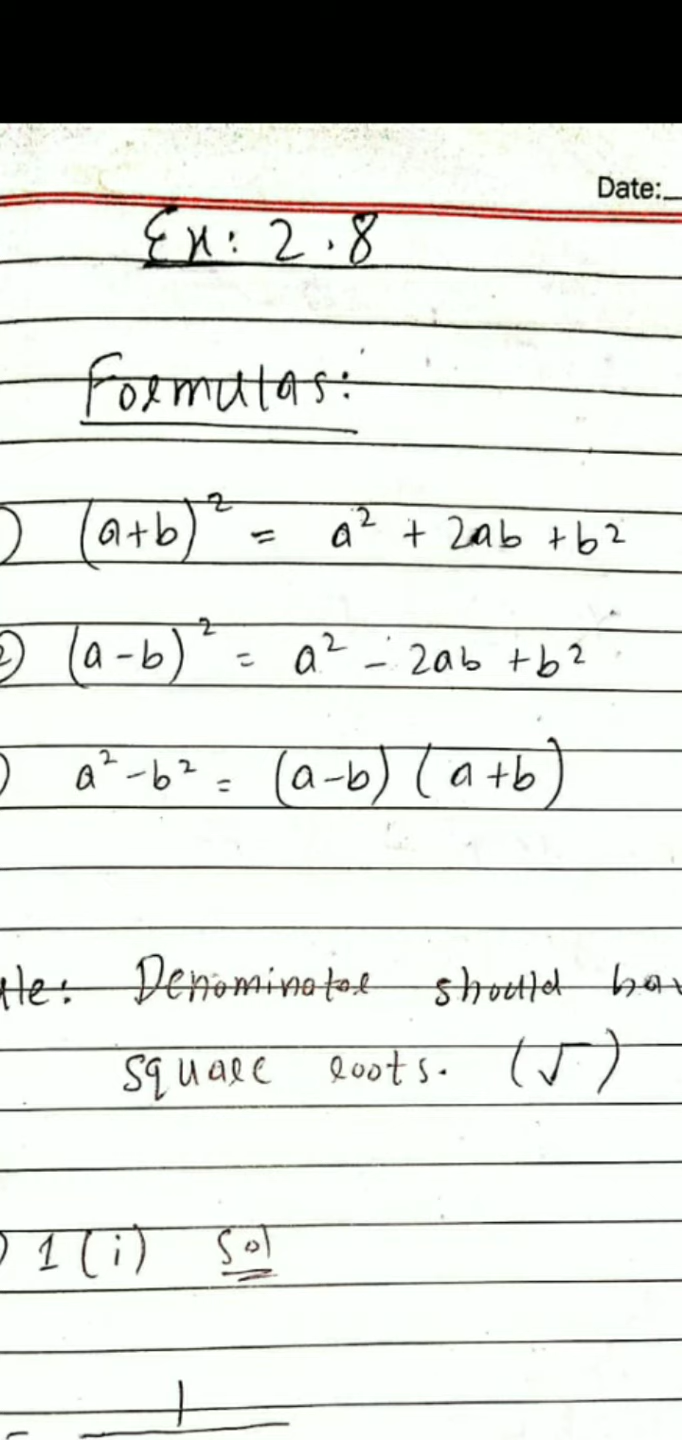 Date:
Ex: 2.8
Formulas:
) (a+b)² = a² + 2ab + b²
2) (a-b)² = a² - 2ab + b²
) a² - b² = (a-b) (a+b)
Denominator should
square roots. (√)
) 1 (i) Sol
= 1